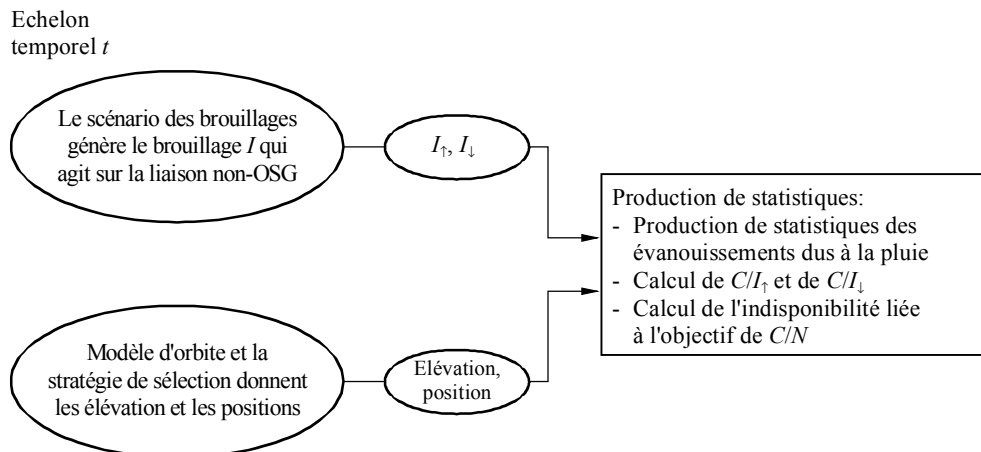 Echelon
temporel t
Le scénario des brouillages
génère le brouillage I qui
agit sur la liaison non-OSG
I↑, I↓
Production de statistiques:
- Production de statistiques des
évanouissements dus à la pluie
- Calcul de C/I↑ et de C/I↓
- Calcul de l'indisponibilité liée
à l'objectif de C/N
Modèle d'orbite et la
stratégie de sélection donnent
les élévation et les positions
Elévation,
position